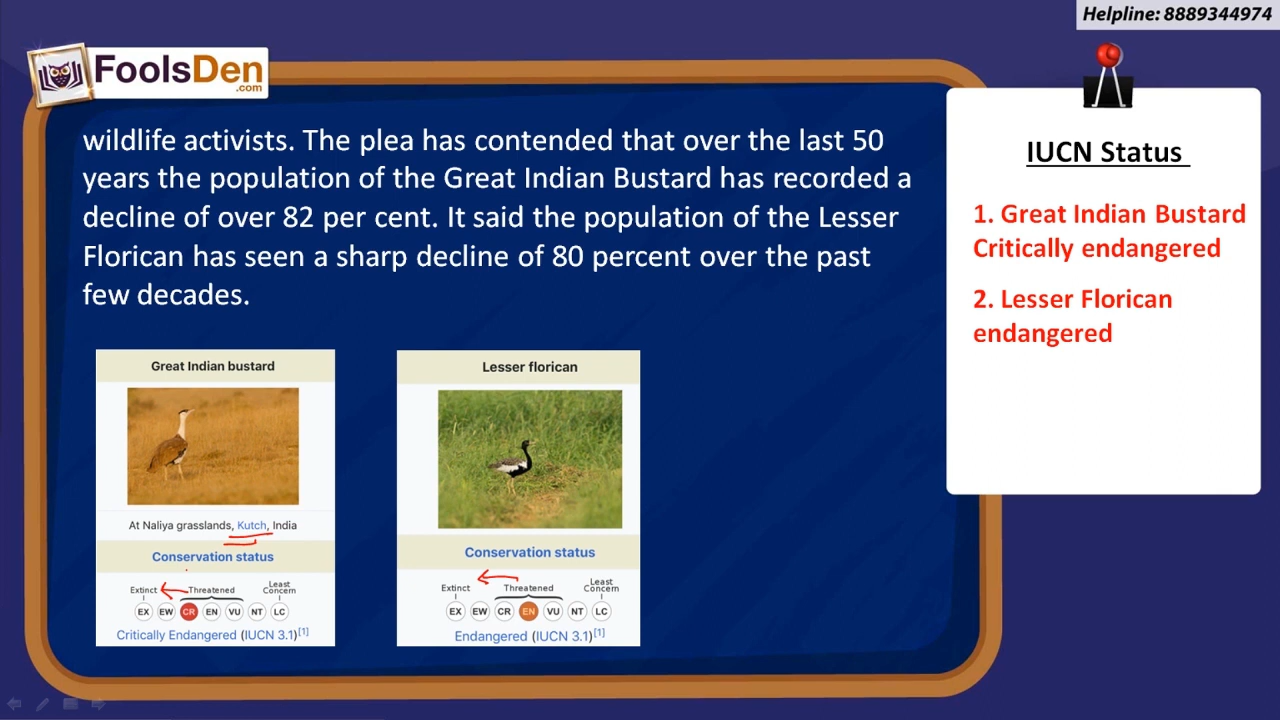 Helpline: 8889344974
FoolsDen
.com
wildlife activists. The plea has contended that over the last 50
years the population of the Great Indian Bustard has recorded a
decline of over 82 per cent. It said the population of the Lesser
Florican has seen a sharp decline of 80 percent over the past
few decades.
IUCN Status
1. Great Indian Bustard
Critically endangered
2. Lesser Florican
endangered
Great Indian bustard
At Naliya grasslands, Kutch, India
Conservation status
Extinct Threatened Least Concern
EX EW CR EN VU NT LC
Critically Endangered (IUCN 3.1)[1]
Lesser florican
Conservation status
Extinct Threatened Least Concern
EX EW CR EN VU NT LC
Endangered (IUCN 3.1)[1]